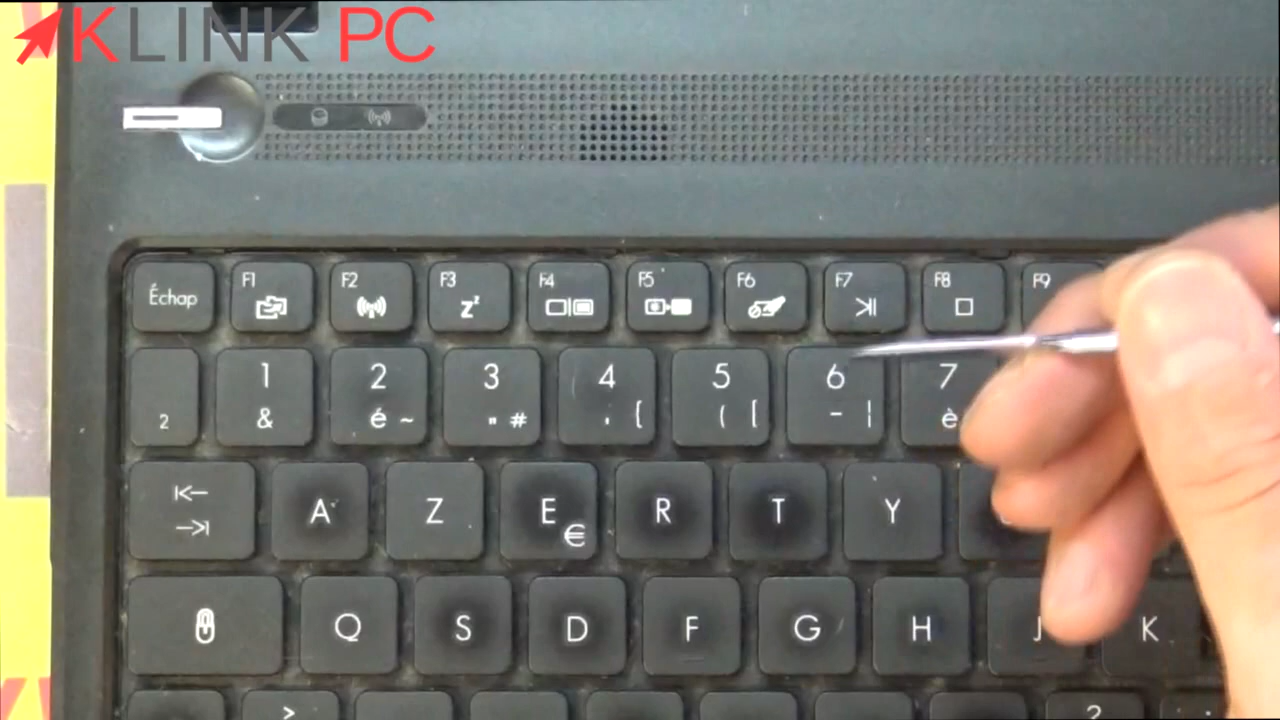 KLINK PC
Échap F1 F2 F3 F4 F5 F6 F7 F8 F9
Z^z
1 2 3 4 5 6 7
2 & é ~ " # ' { ( [ - | è
A Z E R T Y
€
Q S D F G H J K
> ?